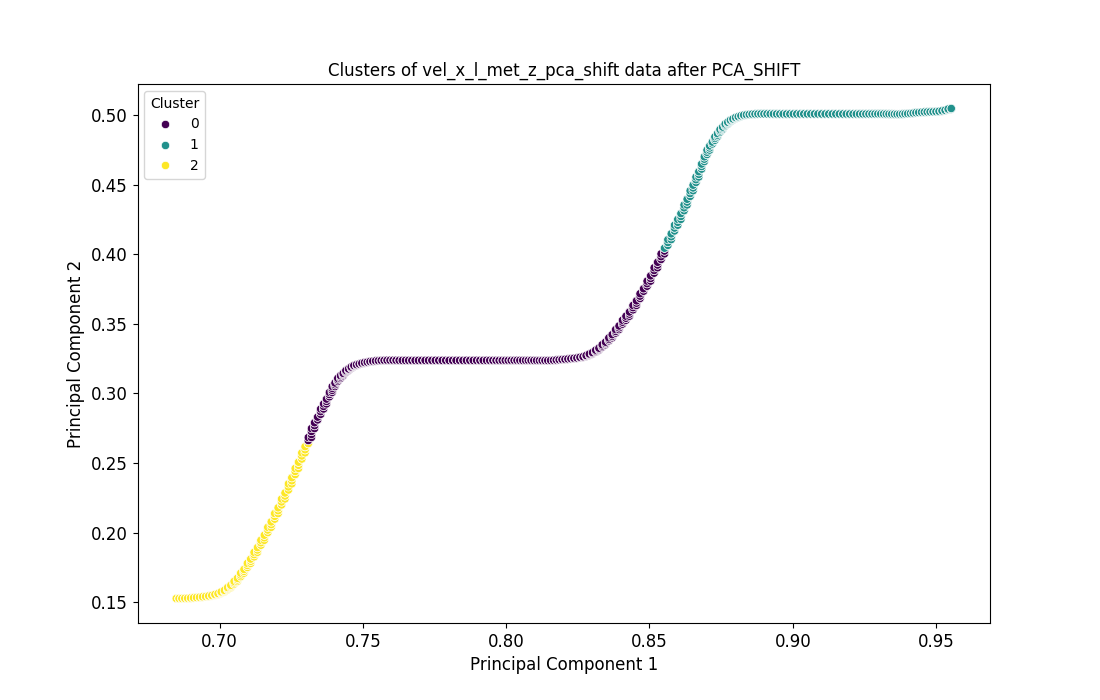 Clusters of vel_x_l_met_z_pca_shift data after PCA_SHIFT
Cluster
0
1
2
0.50
0.45
0.40
0.35
0.30
0.25
0.20
0.15
Principal Component 2
0.70 0.75 0.80 0.85 0.90 0.95
Principal Component 1